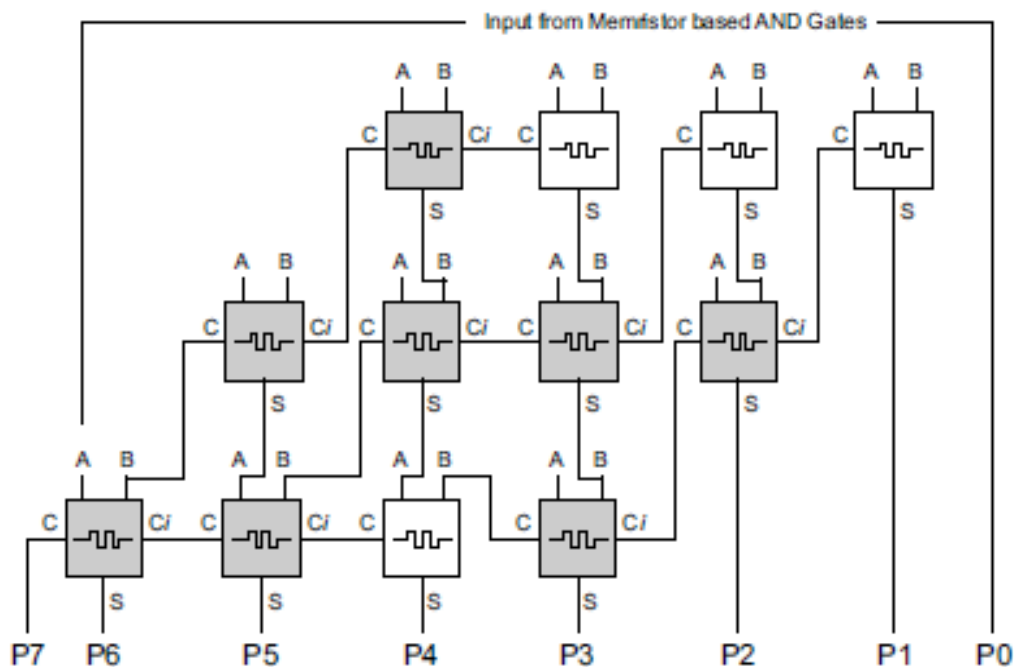 Input from Memristor based AND Gates
A B A B A B A B
C Ci C C C
S S S S
A B A B A B A B
C Ci C Ci C Ci C Ci
S S S S
A B A B A B A B
C Ci C Ci C C Ci
S S S S
P7 P6 P5 P4 P3 P2 P1 P0